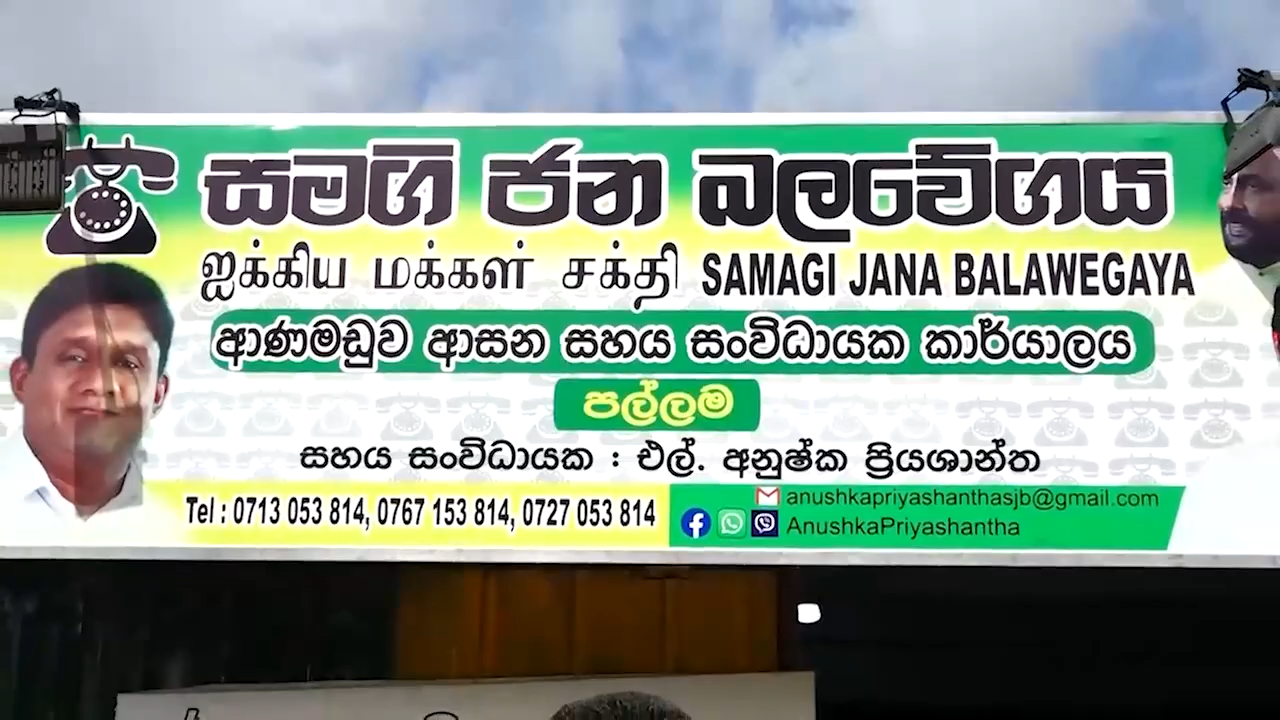 සමගි ජන බලවේගය
ஐக்கிய மக்கள் சக்தி SAMAGI JANA BALAWEGAYA
ආණමඩුව ආසන සහය සංවිධායක කාර්යාලය
පල්ලම
සහය සංවිධායක : එල්. අනුෂ්ක ප්‍රියශාන්ත
Tel : 0713 053 814, 0767 153 814, 0727 053 814
anushkapriyashanthasjb@gmail.com
AnushkaPriyashantha